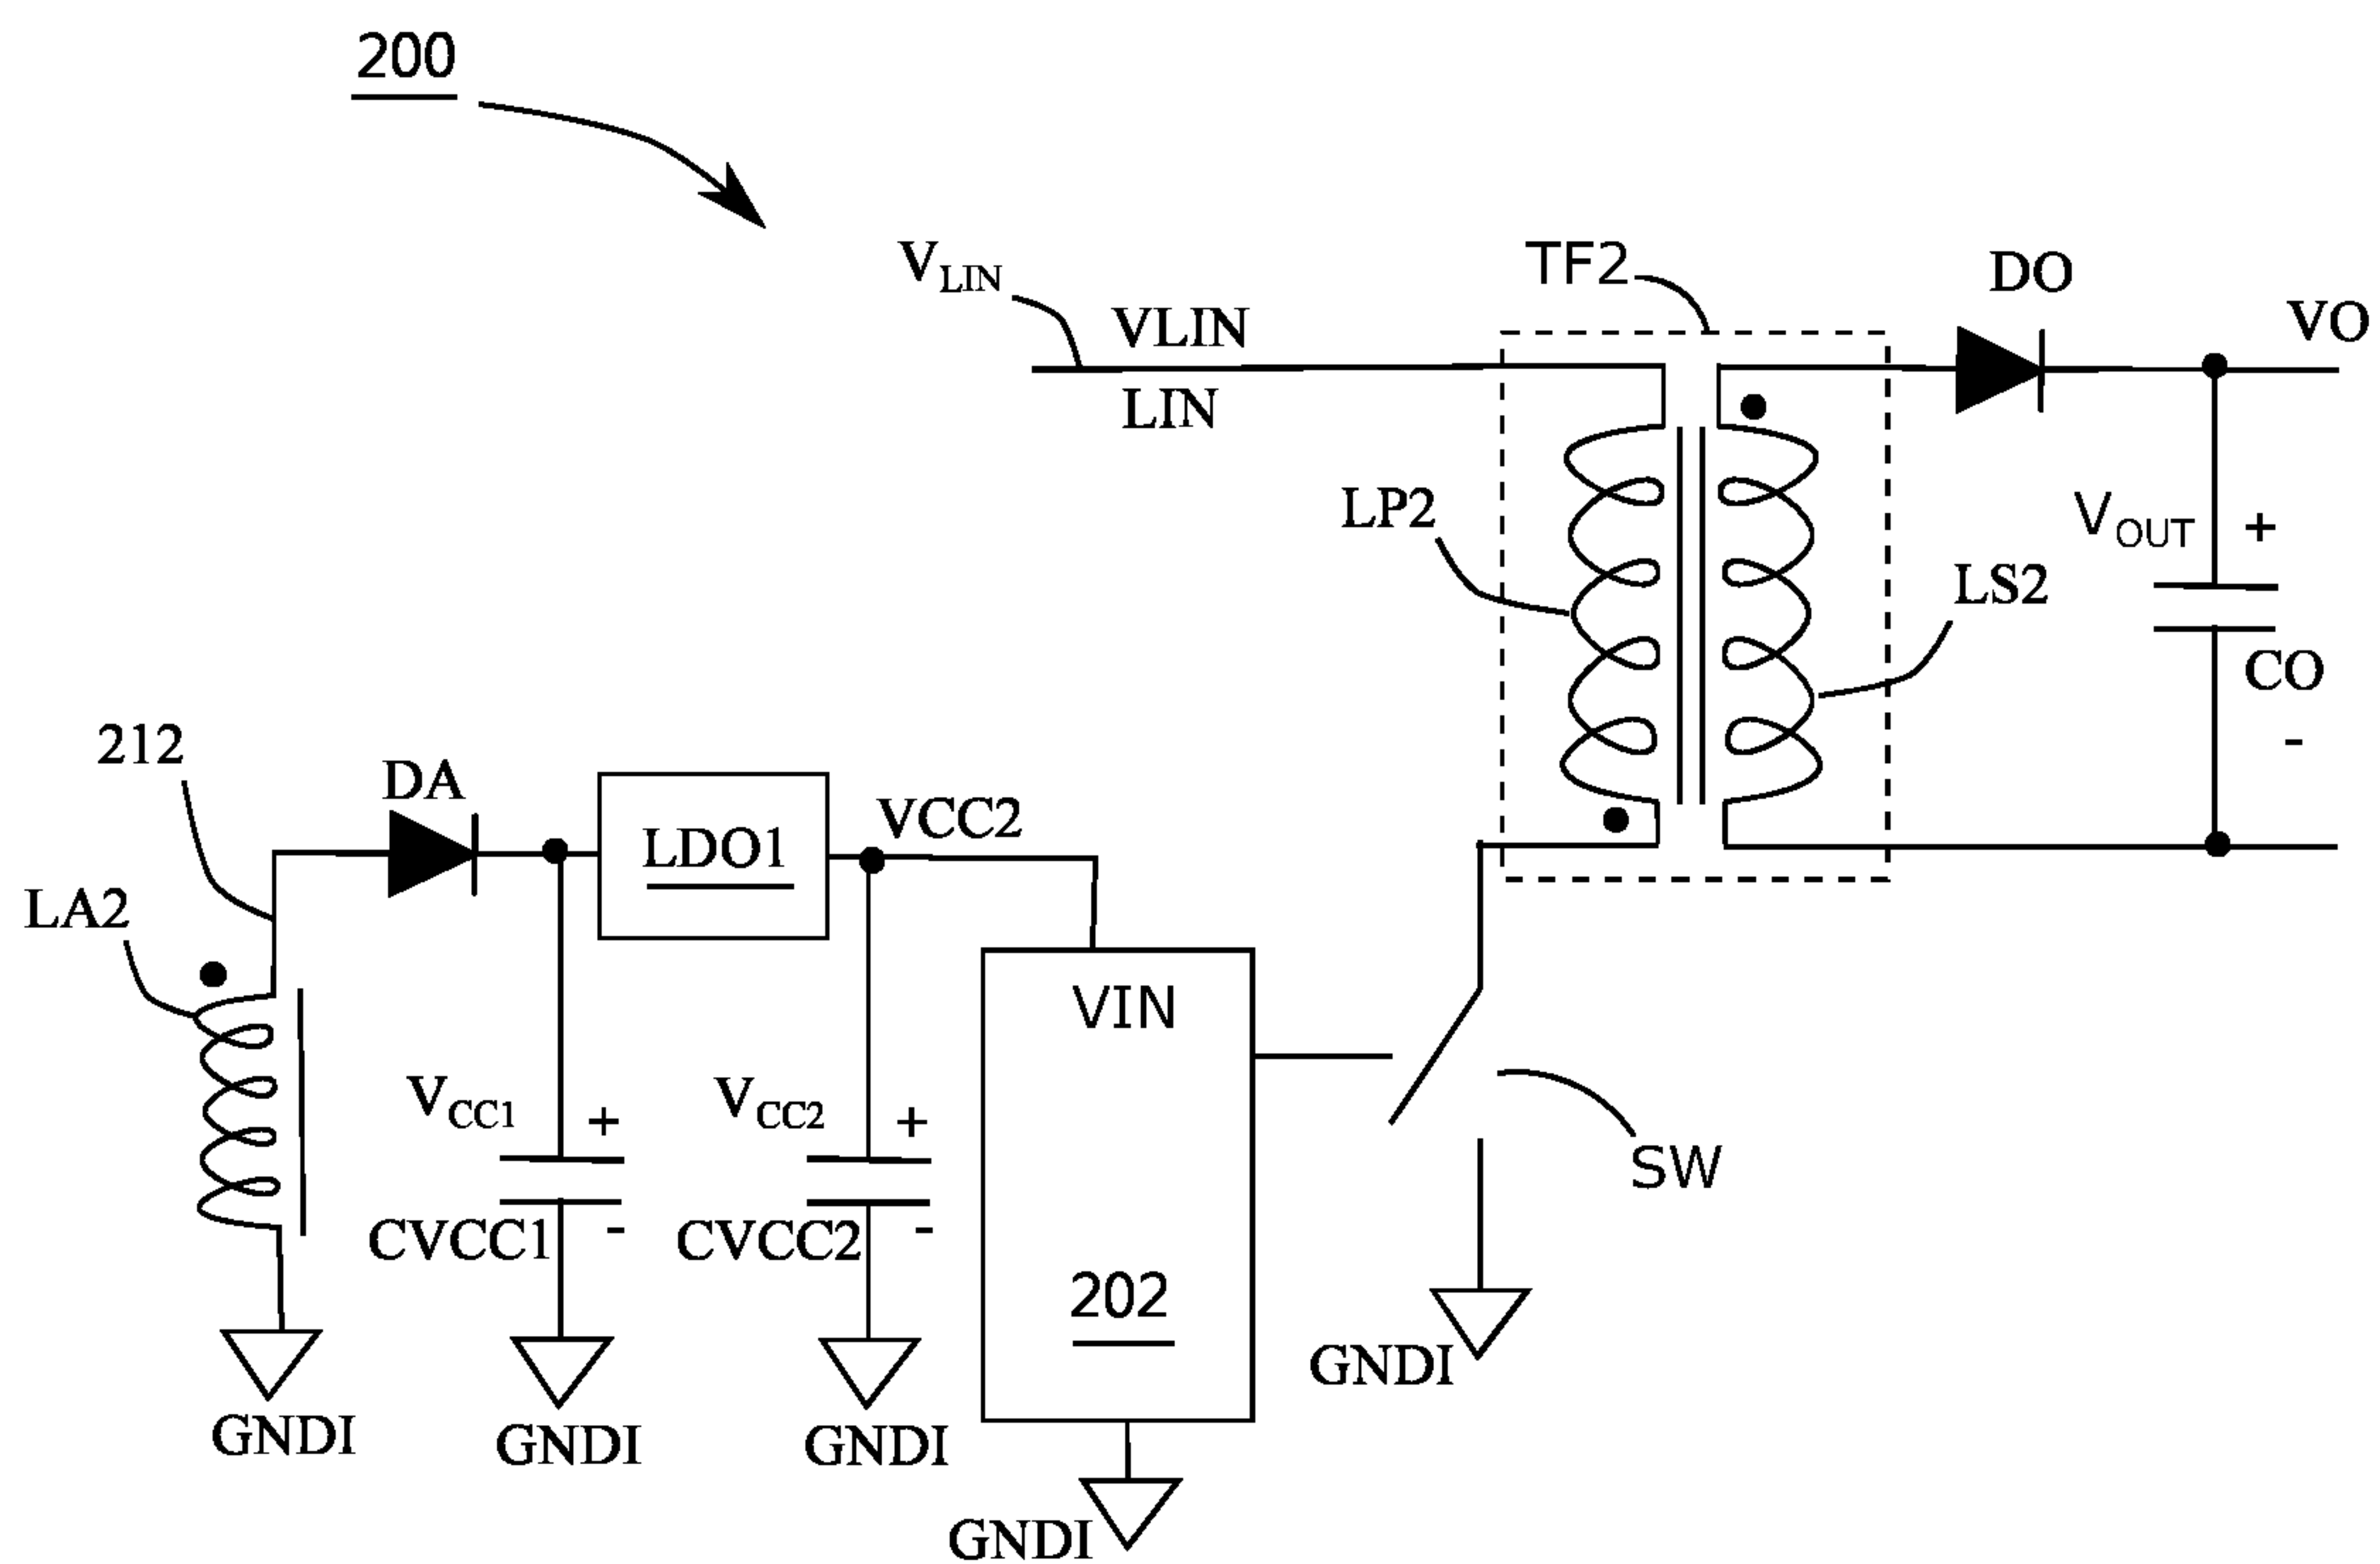 200
VLIN
VLIN
LIN
TF2
DO
VO
LP2
VOUT
+
LS2
CO
-
212
DA
LDO1
VCC2
LA2
VIN
VCC1
+
VCC2
+
SW
CVCC1
-
CVCC2
-
202
GNDI
GNDI
GNDI
GNDI
GNDI